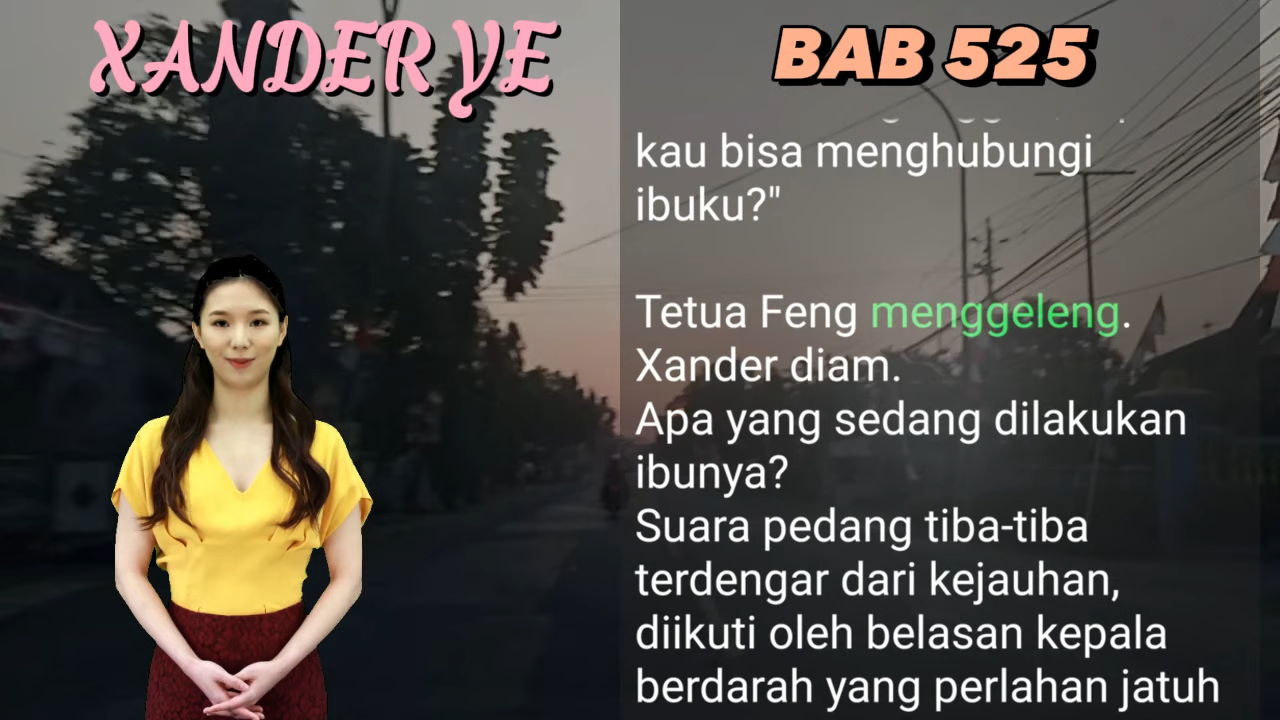 XANDER YE
BAB 525
kau bisa menghubungi
ibuku?"
Tetua Feng menggeleng.
Xander diam.
Apa yang sedang dilakukan
ibunya?
Suara pedang tiba-tiba
terdengar dari kejauhan,
diikuti oleh belasan kepala
berdarah yang perlahan jatuh